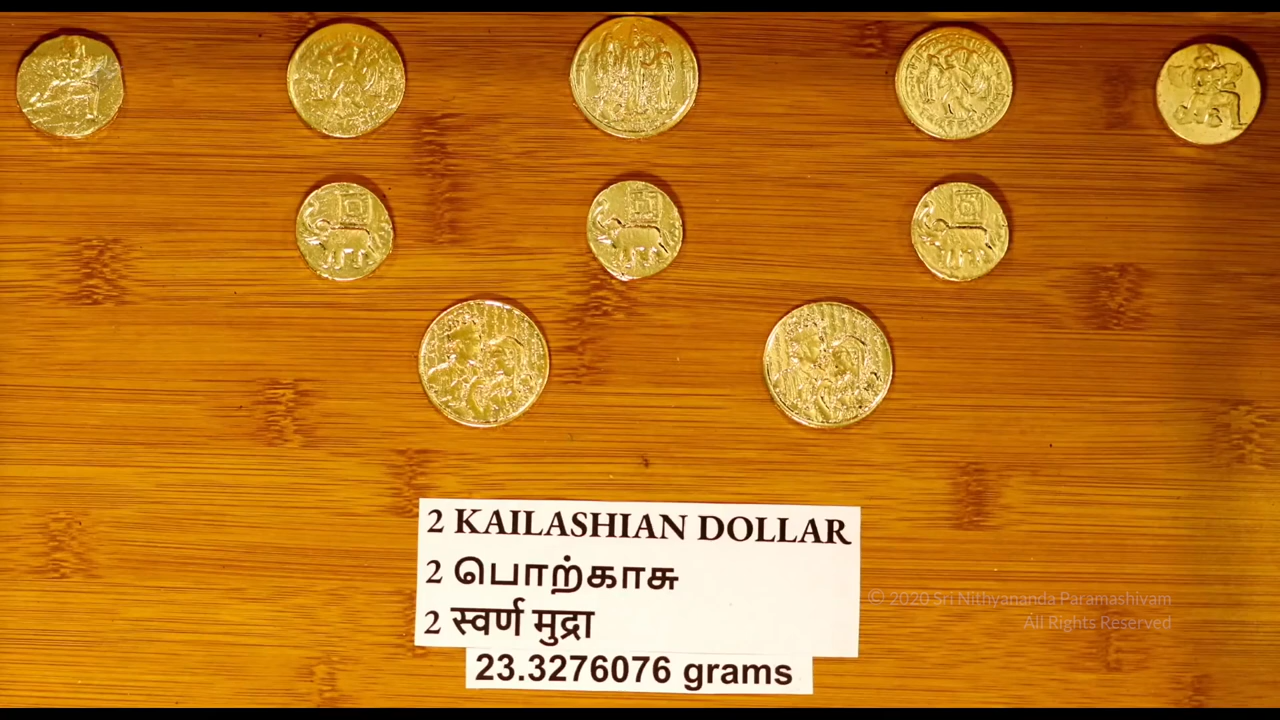 2 KAILASHIAN DOLLAR
2 பொற்காசு
2 स्वर्ण मुद्रा
23.3276076 grams
© 2020 Sri Nithyananda Paramashivam
All Rights Reserved